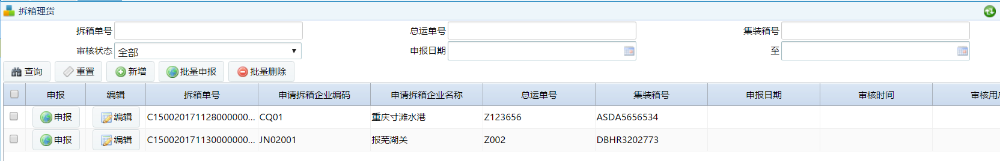 拆箱理货
拆箱单号 总运单号 集装箱号
审核状态 全部 申报日期 至
查询 重置 新增 批量申报 批量删除
申报 编辑 拆箱单号 申请拆箱企业编码 申请拆箱企业名称 总运单号 集装箱号 申报日期 审核时间 审核用
申报 编辑 C150020171128000000... CQ01 重庆寸滩水港 Z123656 ASDA5656534
申报 编辑 C150020171130000000... JN02001 报芜湖关 Z002 DBHR3202773